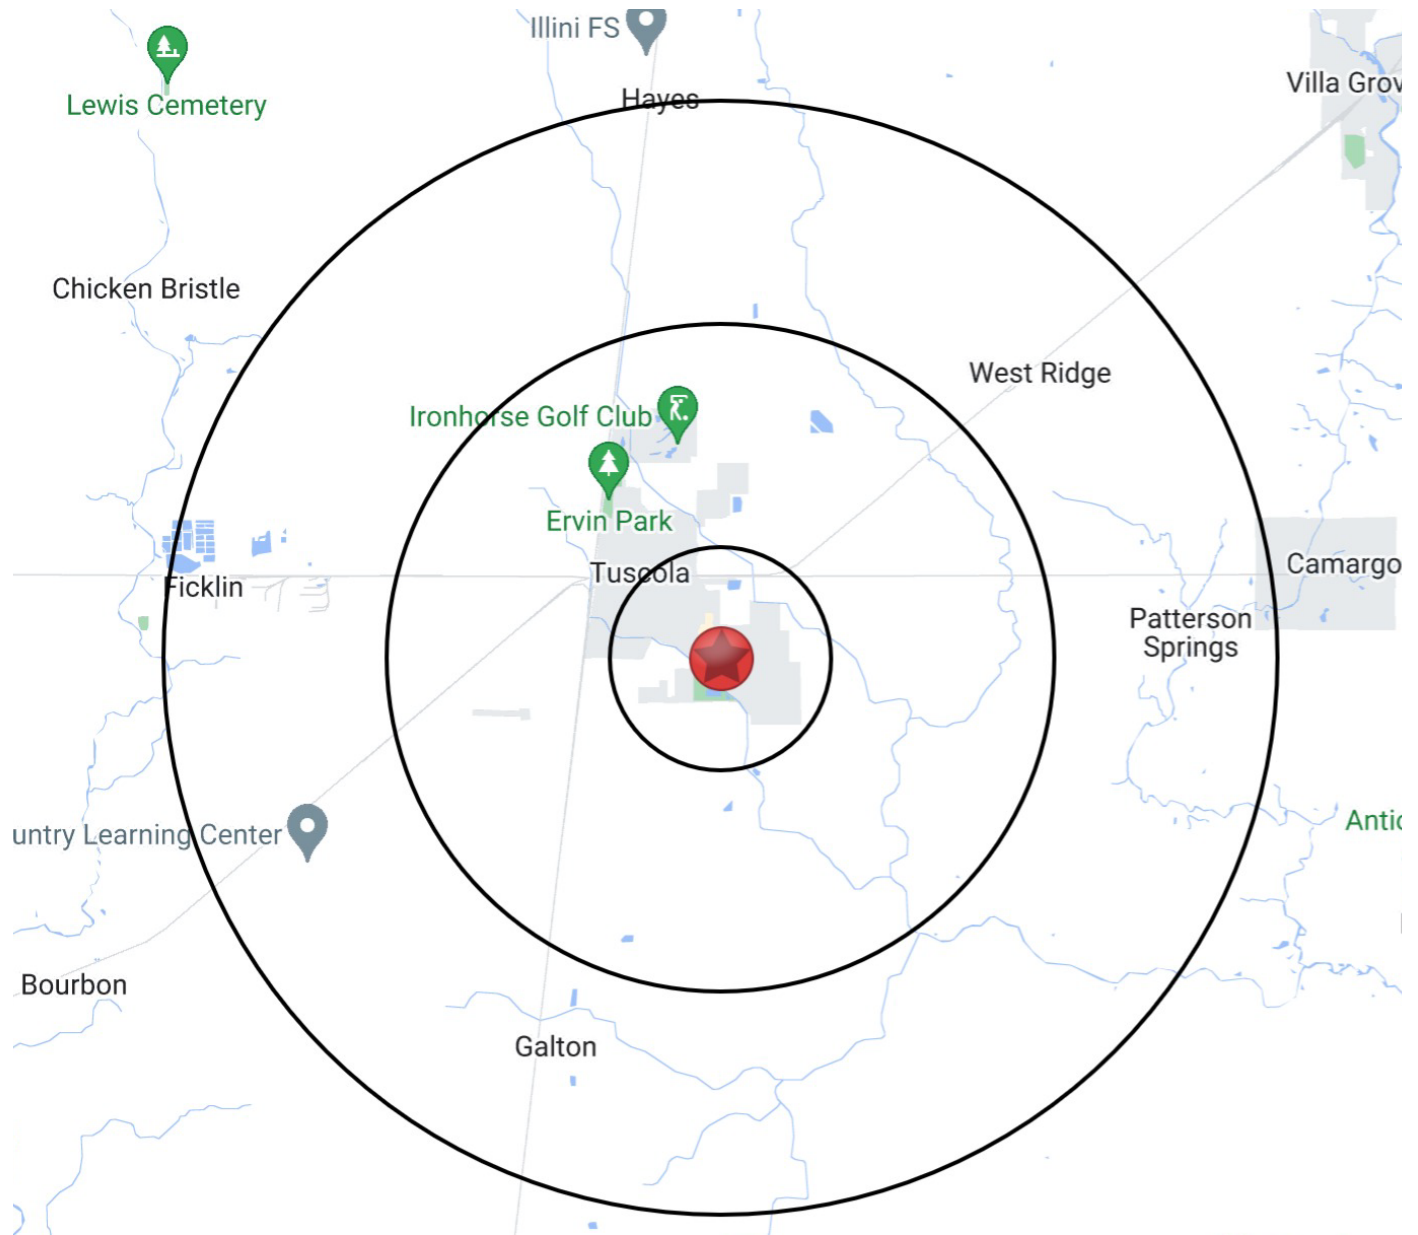 Illini FS
Hayes
Villa Grov
Lewis Cemetery
Chicken Bristle
West Ridge
Ironhorse Golf Club
Ervin Park
Tuscola
Ficklin
Camargo
Patterson
Springs
untry Learning Center
Antic
Bourbon
Galton